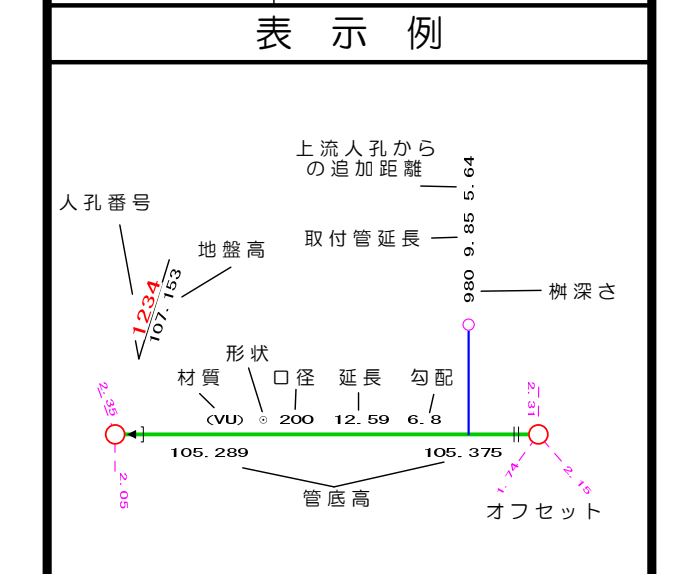 表示例
上流人孔から
の追加距離
5.64
人孔番号
取付管延長
9.85
地盤高
980
桝深さ
1234
107.153
形状
材質
口径
延長
勾配
2.35
(VU)
200
12.59
6.8
2.31
105.289
105.375
2.05
1.74
2.15
管底高
オフセット